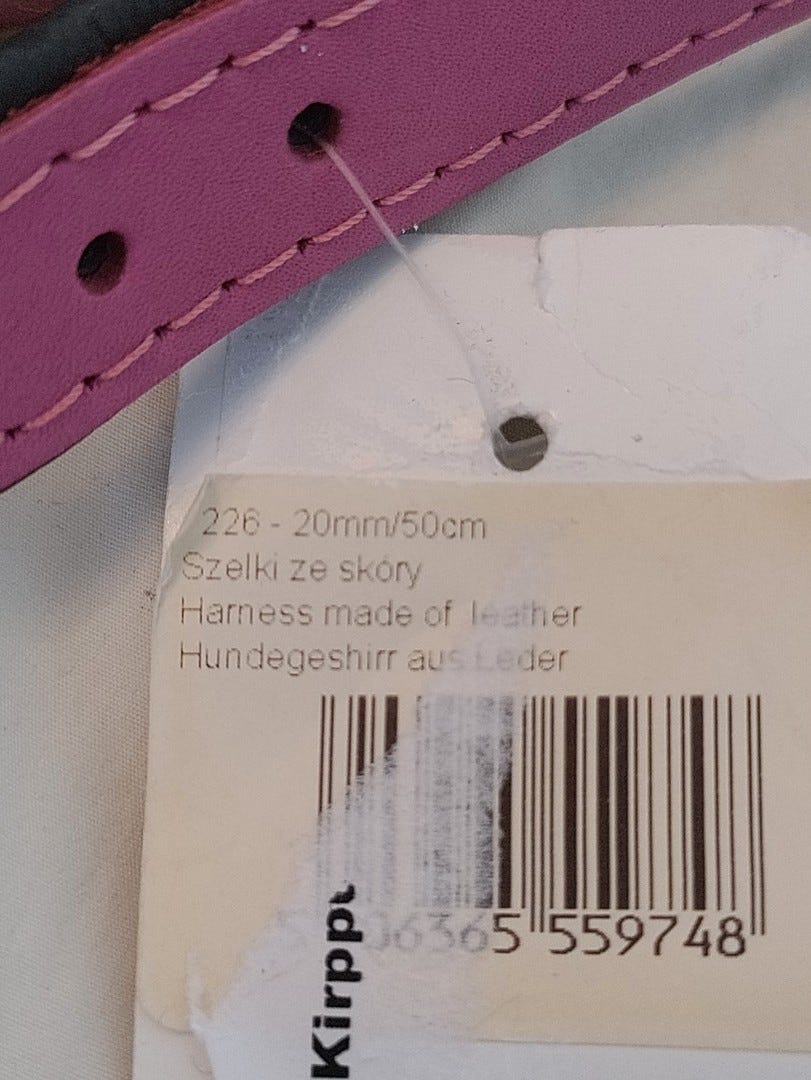 226 - 20mm/50cm
Szelki ze skóry
Harness made of leather
Hundegeshirr aus Leder
06365 559748